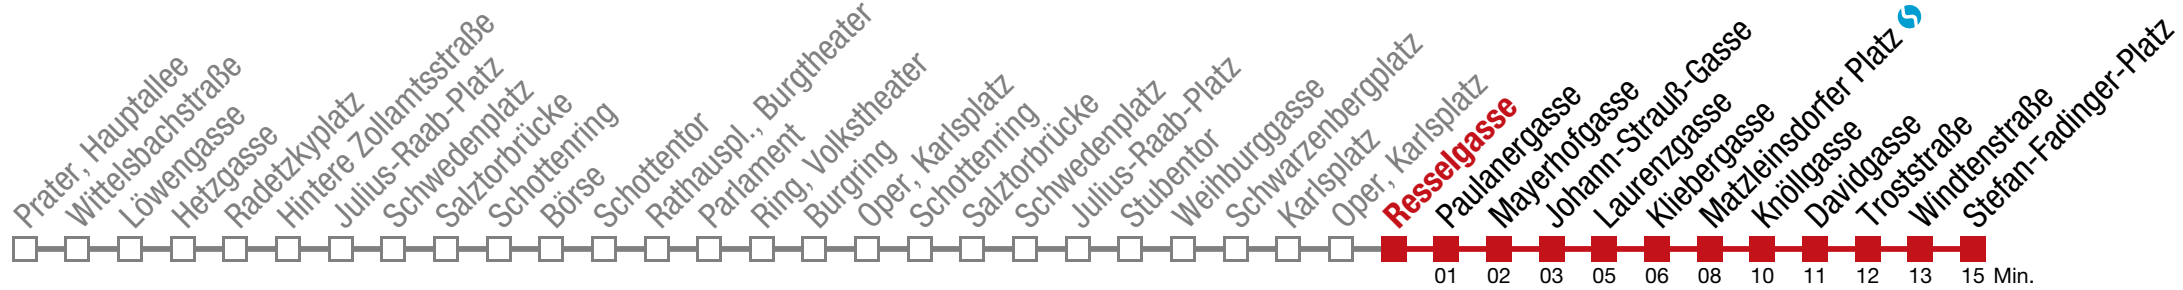 Prater, Hauptallee
Wittelsbachstraße
Löwengasse
Hetzgasse
Radetzkyplatz
Hintere Zollamtsstraße
Julius-Raab-Platz
Schwedenplatz
Salztorbrücke
Schottenring
Börse
Schottentor
Rathauspl., Burgtheater
Parlament
Ring, Volkstheater
Burgring
Oper, Karlsplatz
Schottenring
Salztorbrücke
Schwedenplatz
Julius-Raab-Platz
Stubentor
Weihburggasse
Schwarzenbergplatz
Karlsplatz
Oper, Karlsplatz
Resselgasse
Paulanergasse
Mayerhofgasse
Johann-Strauß-Gasse
Laurenzgasse
Kliebergasse
Matzleinsdorfer Platz
Knöllgasse
Davidgasse
Troststraße
Windtenstraße
Stefan-Fadinger-Platz
01 02 03 05 06 08 10 11 12 13 15 Min.